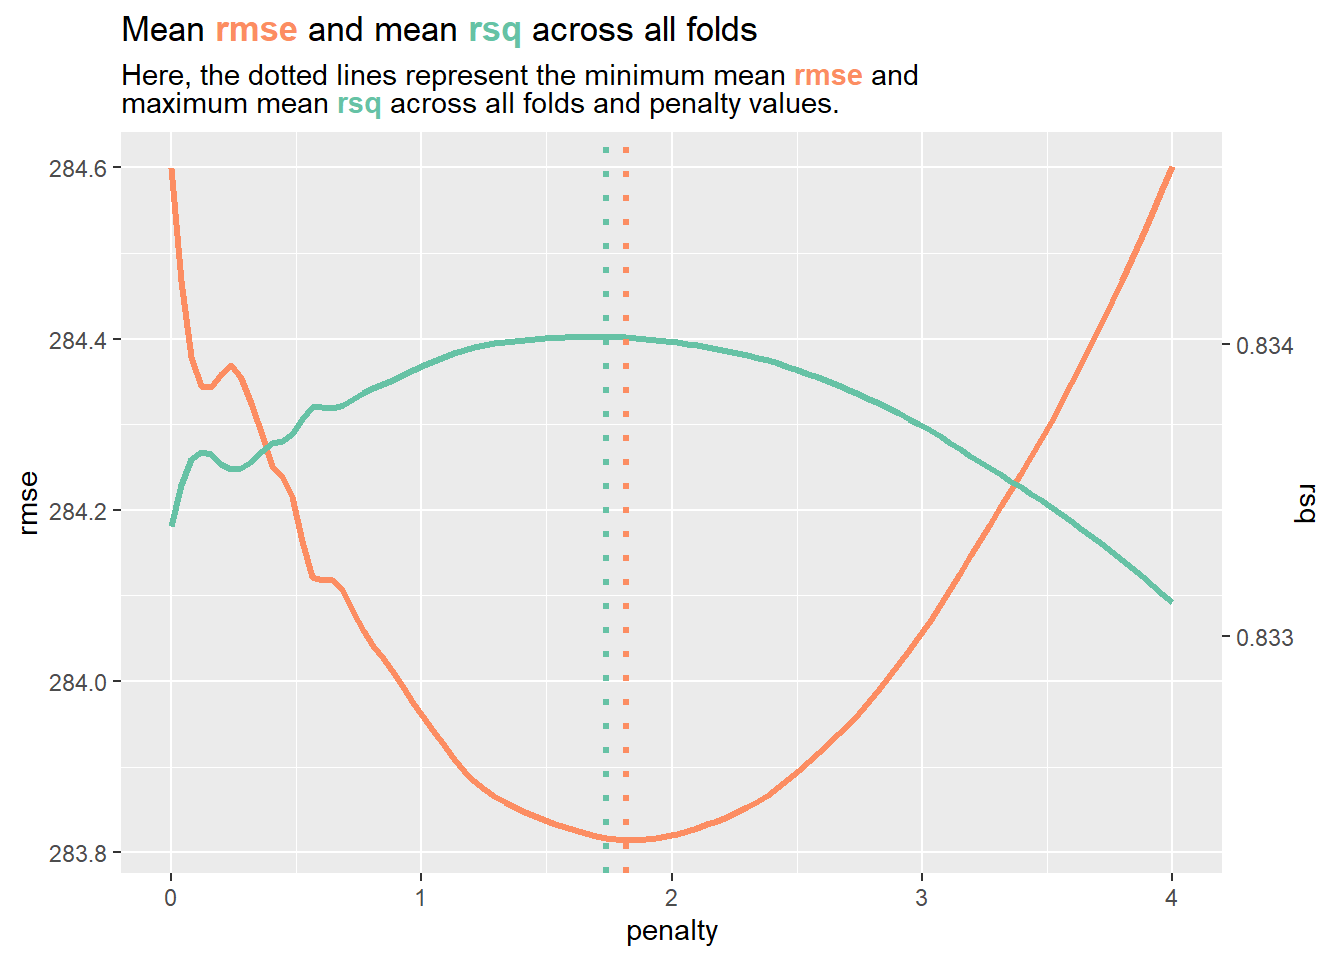 Mean rmse and mean rsq across all folds
Here, the dotted lines represent the minimum mean rmse and
maximum mean rsq across all folds and penalty values.
284.6
284.4
284.2
284.0
283.8
rmse
0.834
0.833
rsq
0
1
2
3
4
penalty